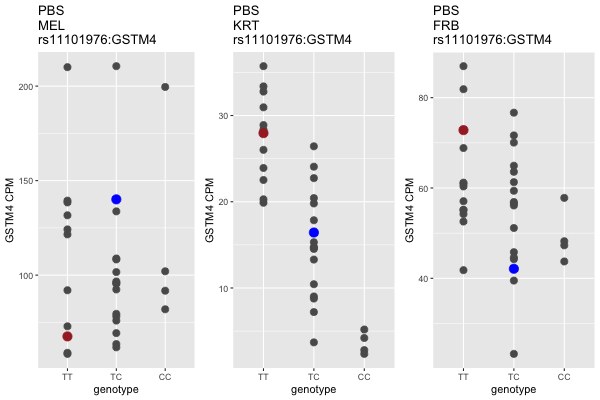 PBS
MEL
rs11101976:GSTM4
GSTM4 CPM
200
150
100
TT
TC
CC
genotype
PBS
KRT
rs11101976:GSTM4
GSTM4 CPM
30
20
10
TT
TC
CC
genotype
PBS
FRB
rs11101976:GSTM4
GSTM4 CPM
80
60
40
TT
TC
CC
genotype